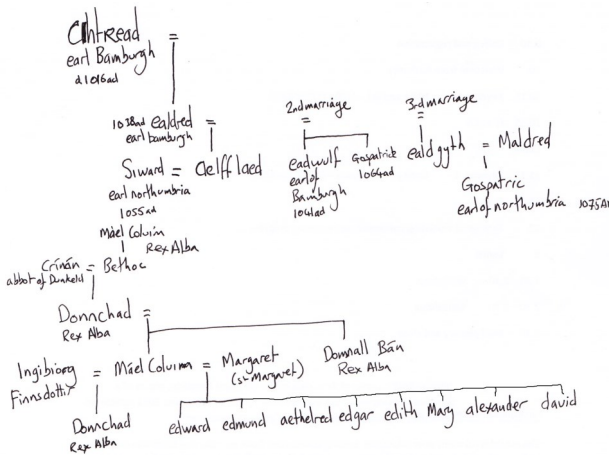 Uhtread =
earl Bamburgh
d1016ad
1038ad ealdred =
earl bamburgh
2nd marriage
=
3rd marriage
=
Siward = Aelfflaed
earl northumbria
1055ad
eadwulf
earl of
Bamburgh
1041ad
Gospatrick
1064ad
ealdgyth = Maldred
Gospatric
earl of northumbria 1075AD
Máel Coluim
Rex Alba
Crínán = Bethoc
abbot of Dunkeld
Donnchad =
Rex Alba
Ingibiorg = Máel Coluim = Margaret
Finnsdottir
(st Margaret)
Domnall Bán
Rex Alba
Donnchad
Rex Alba
edward edmund aethelred edgar edith Mary alexander david